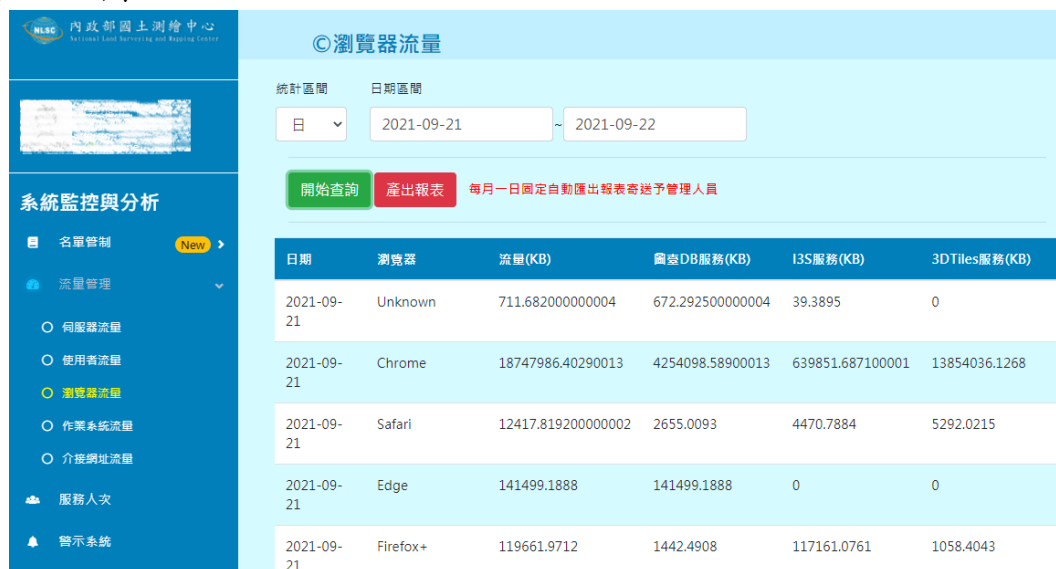 NLSC 內政部國土測繪中心
National Land Surveying and Mapping Center
©瀏覽器流量
統計區間 日期區間
日 2021-09-21 ~ 2021-09-22
開始查詢 產出報表 每月一日固定自動匯出報表寄送予管理人員
系統監控與分析
名單管制 New
流量管理
伺服器流量
使用者流量
瀏覽器流量
作業系統流量
介接網址流量
服務人次
警示系統
日期 瀏覽器 流量(KB) 圖臺DB服務(KB) I3S服務(KB) 3DTiles服務(KB)
2021-09-21 Unknown 711.682000000004 672.292500000004 39.3895 0
2021-09-21 Chrome 18747986.40290013 4254098.58900013 639851.687100001 13854036.1268
2021-09-21 Safari 12417.819200000002 2655.0093 4470.7884 5292.0215
2021-09-21 Edge 141499.1888 141499.1888 0 0
2021-09-21 Firefox+ 119661.9712 1442.4908 117161.0761 1058.4043